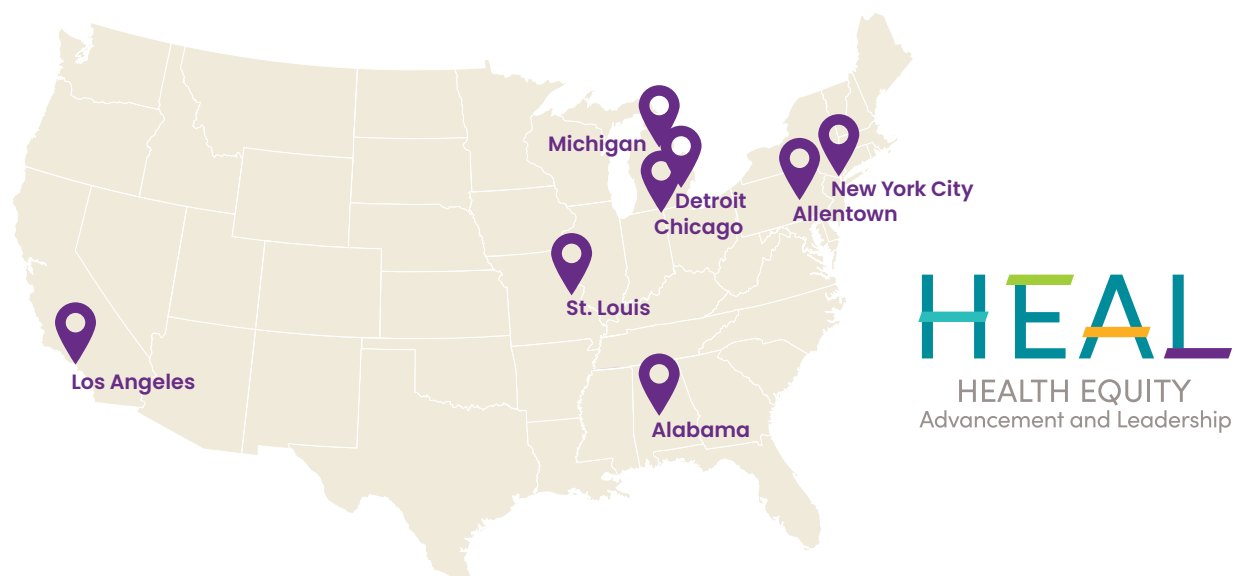 Michigan
New York City
Detroit
Allentown
Chicago
St. Louis
Los Angeles
Alabama
HEAL
HEALTH EQUITY
Advancement and Leadership